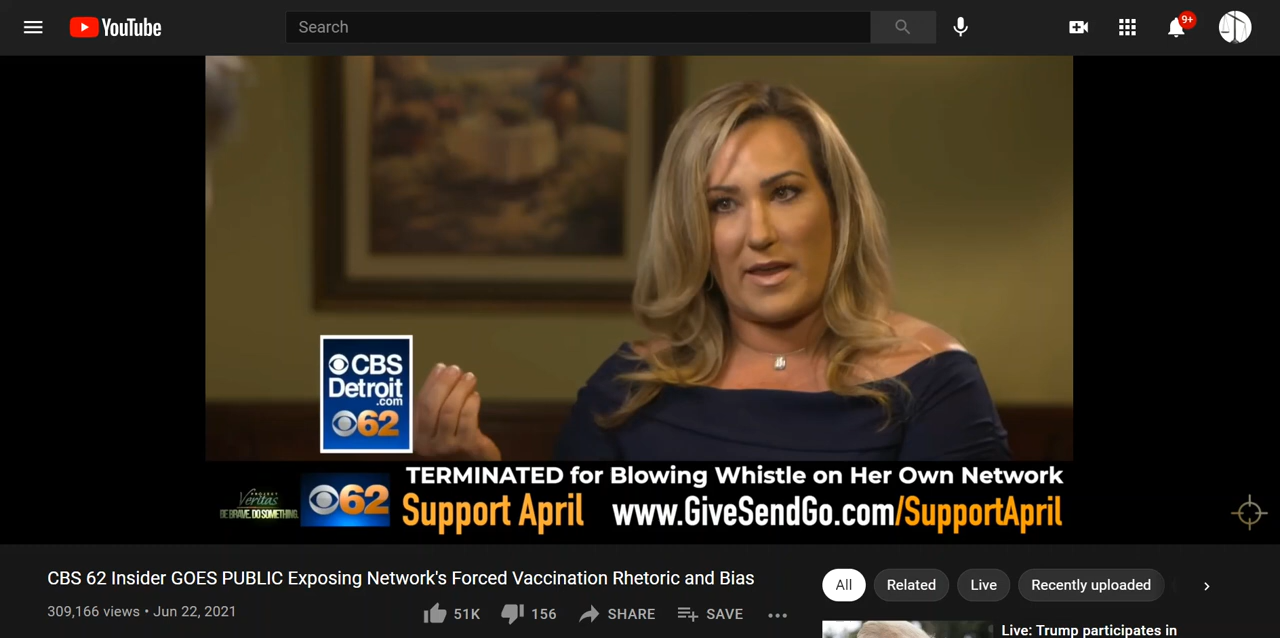 YouTube
Search
9+
CBS
Detroit
.com
62
TERMINATED for Blowing Whistle on Her Own Network
PROJECT
Veritas
BE BRAVE. DO SOMETHING.
62
Support April
www.GiveSendGo.com/SupportApril
CBS 62 Insider GOES PUBLIC Exposing Network's Forced Vaccination Rhetoric and Bias
309,166 views • Jun 22, 2021
51K
156
SHARE
SAVE
All
Related
Live
Recently uploaded
Live: Trump participates in